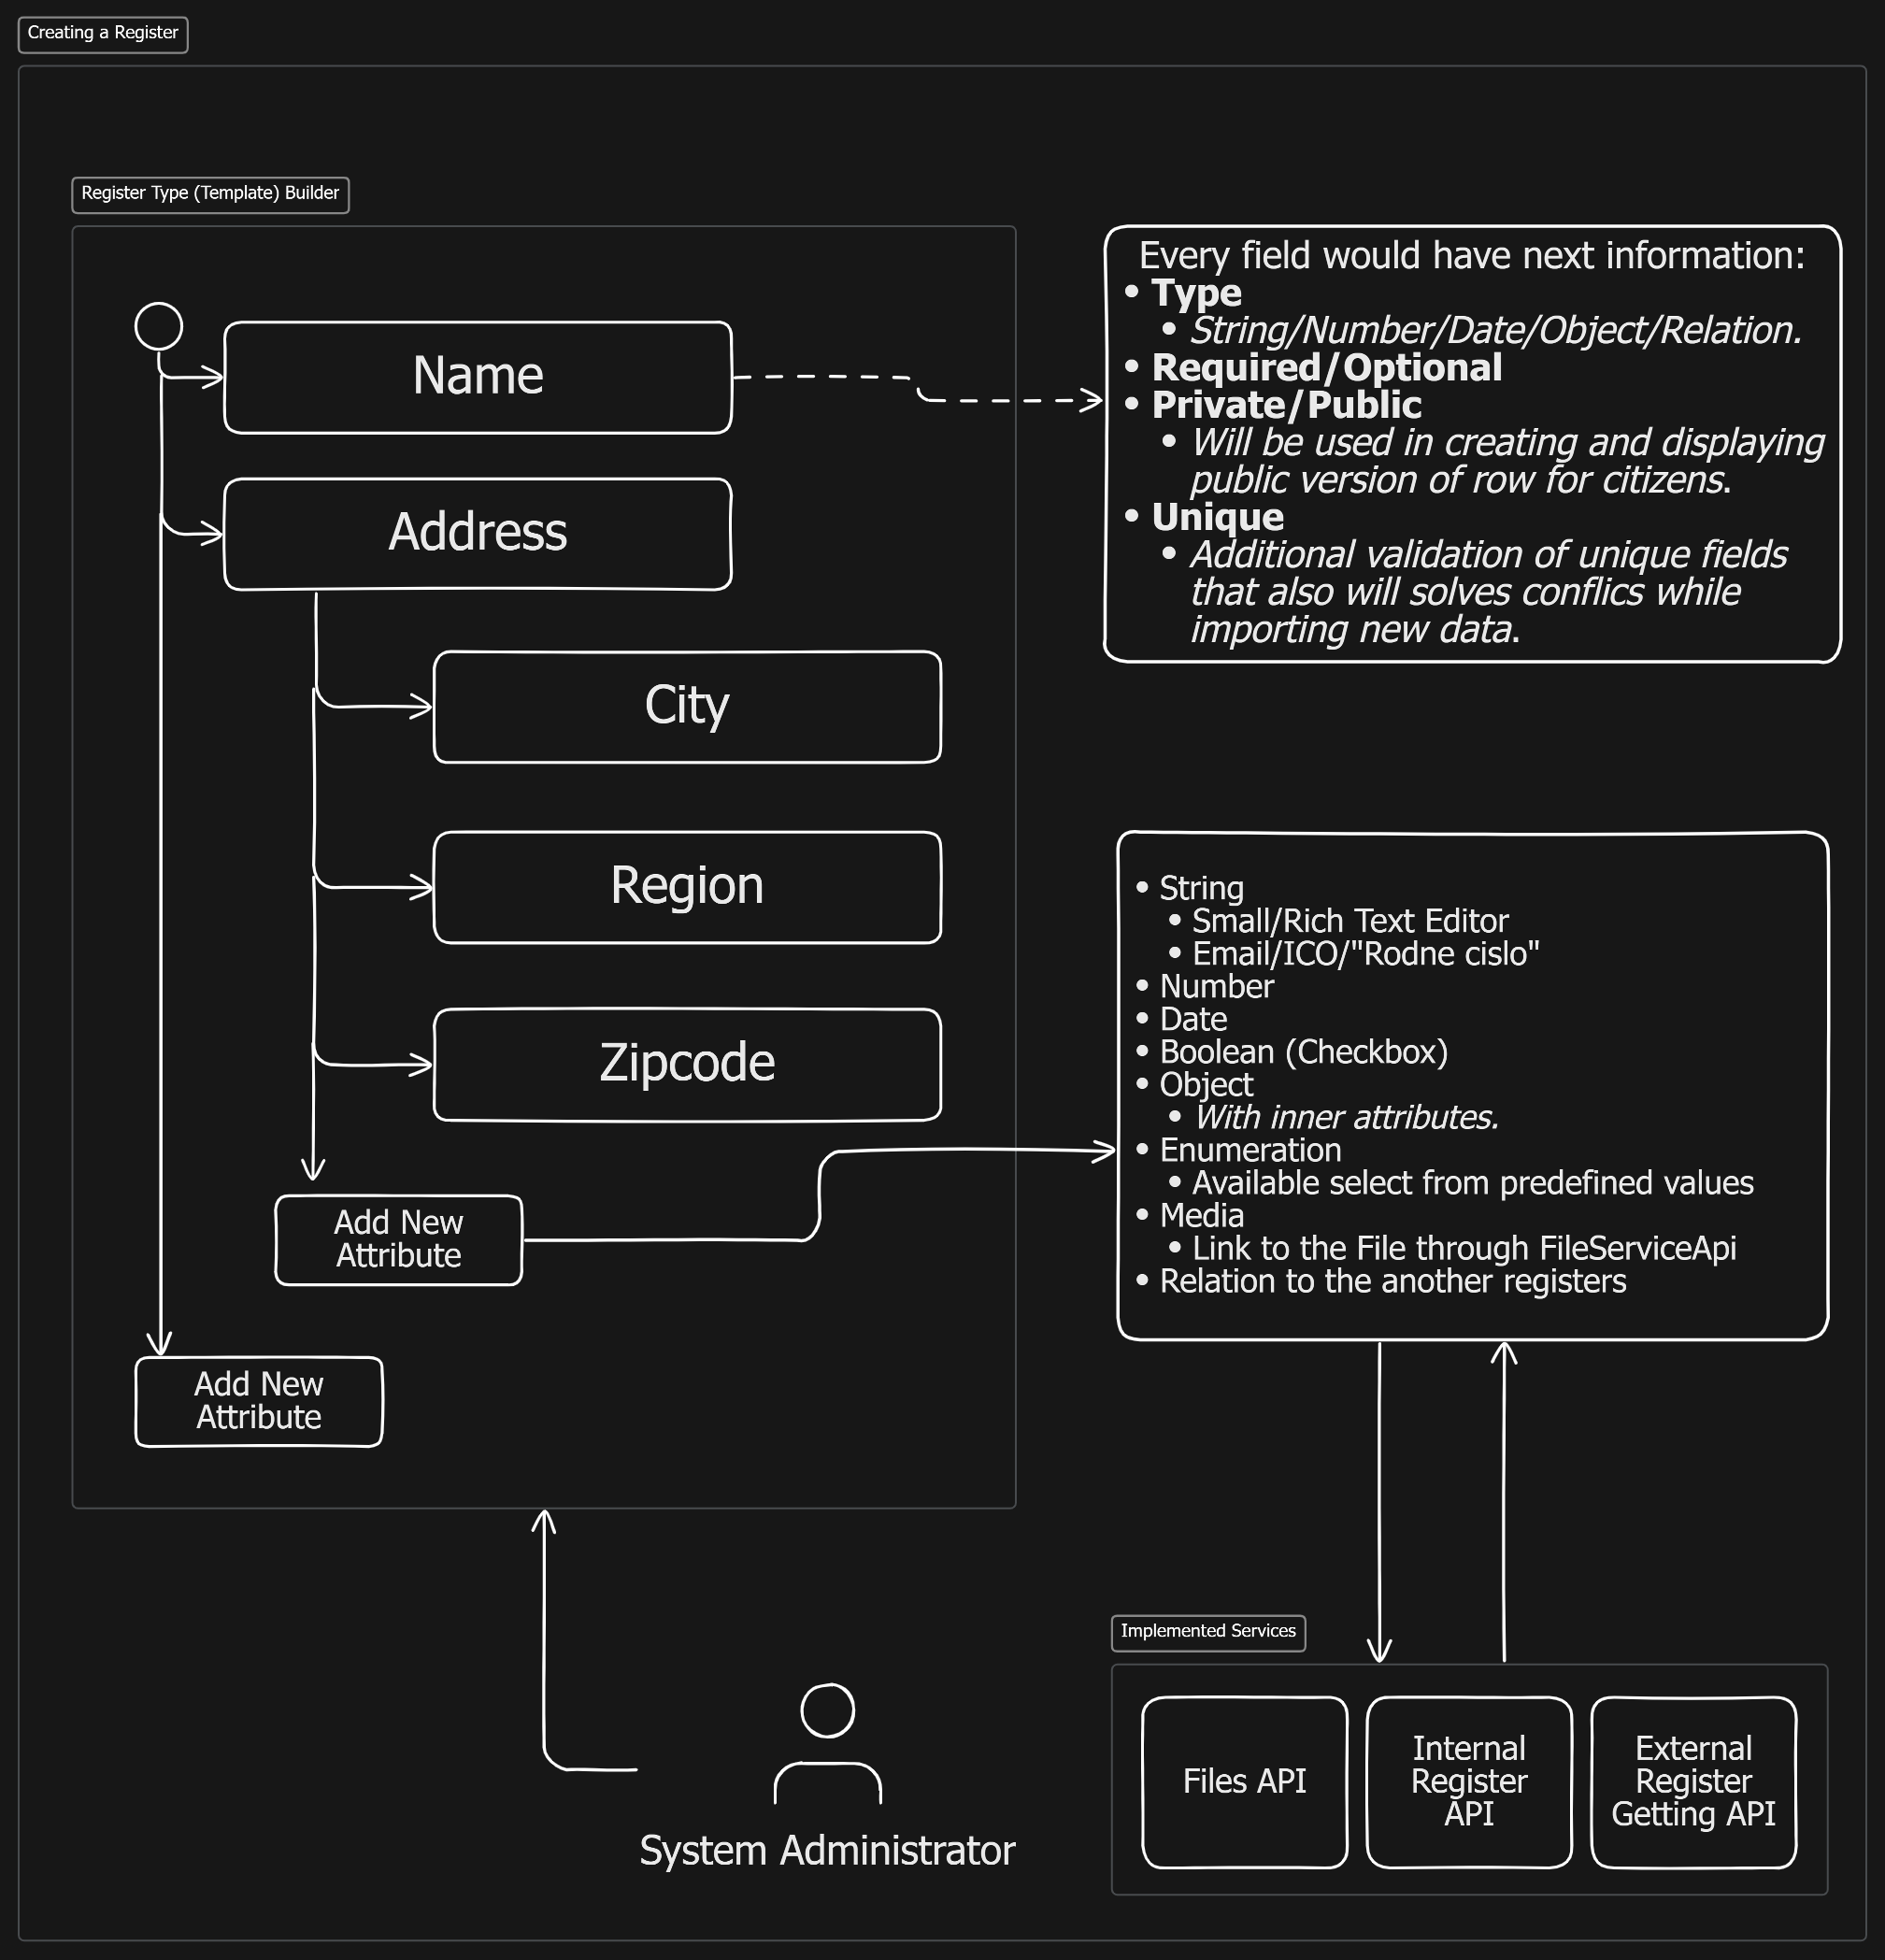 Creating a Register
Register Type (Template) Builder
Name
Address
City
Region
Zipcode
Add New
Attribute
Add New
Attribute
Every field would have next information:
• Type
• String/Number/Date/Object/Relation.
• Required/Optional
• Private/Public
• Will be used in creating and displaying
public version of row for citizens.
• Unique
• Additional validation of unique fields
that also will solves conflics while
importing new data.
• String
• Small/Rich Text Editor
• Email/ICO/"Rodne cislo"
• Number
• Date
• Boolean (Checkbox)
• Object
• With inner attributes.
• Enumeration
• Available select from predefined values
• Media
• Link to the File through FileServiceApi
• Relation to the another registers
System Administrator
Implemented Services
Files API
Internal
Register
API
External
Register
Getting API